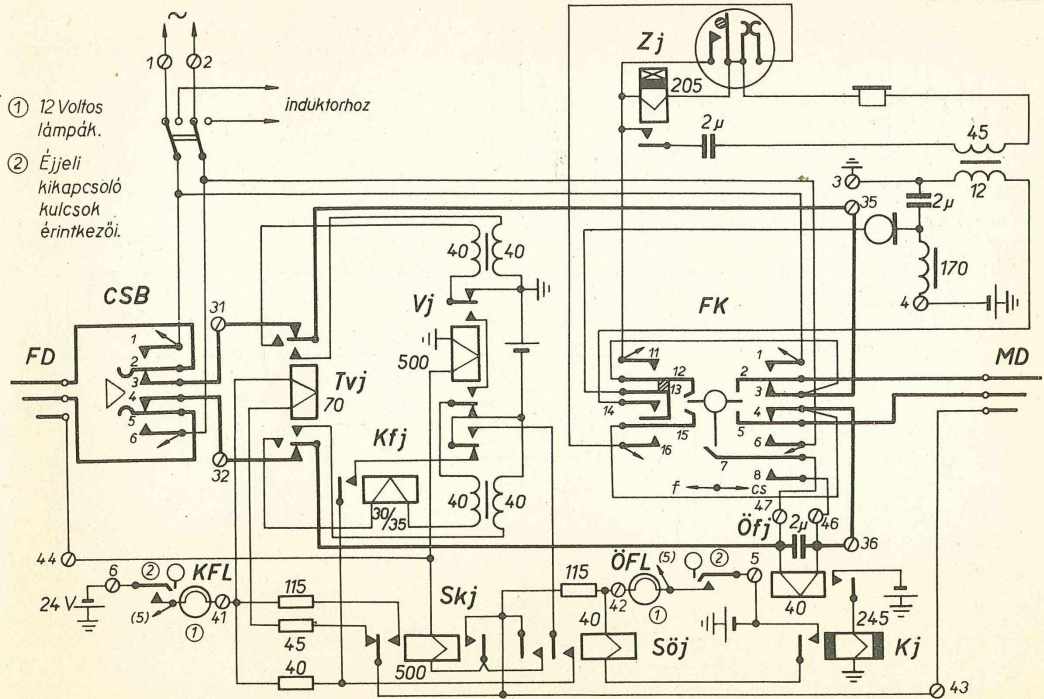 ~
1 2
① 12 Voltos
lámpák.
② Éjjeli
kikapcsoló
kulcsok
érintkezői.
induktorhoz
Zj
205
2µ
45
12
3
35
2µ
170
4
CSB
31
FD
1
2
3
4
5
6
32
40 40
Vj
500
Tvj
70
Kfj
30/35
40 40
FK
MD
11
12
13
14
15
16
1
2
3
4
5
6
7
8
f cs
47 46
Öfj
2µ
36
40
44
6
② KFL
24 V
(5)
①
41
115
45
40
Skj
500
115
42
ÖFL
(5)
②
①
5
40
Söj
245
Kj
43